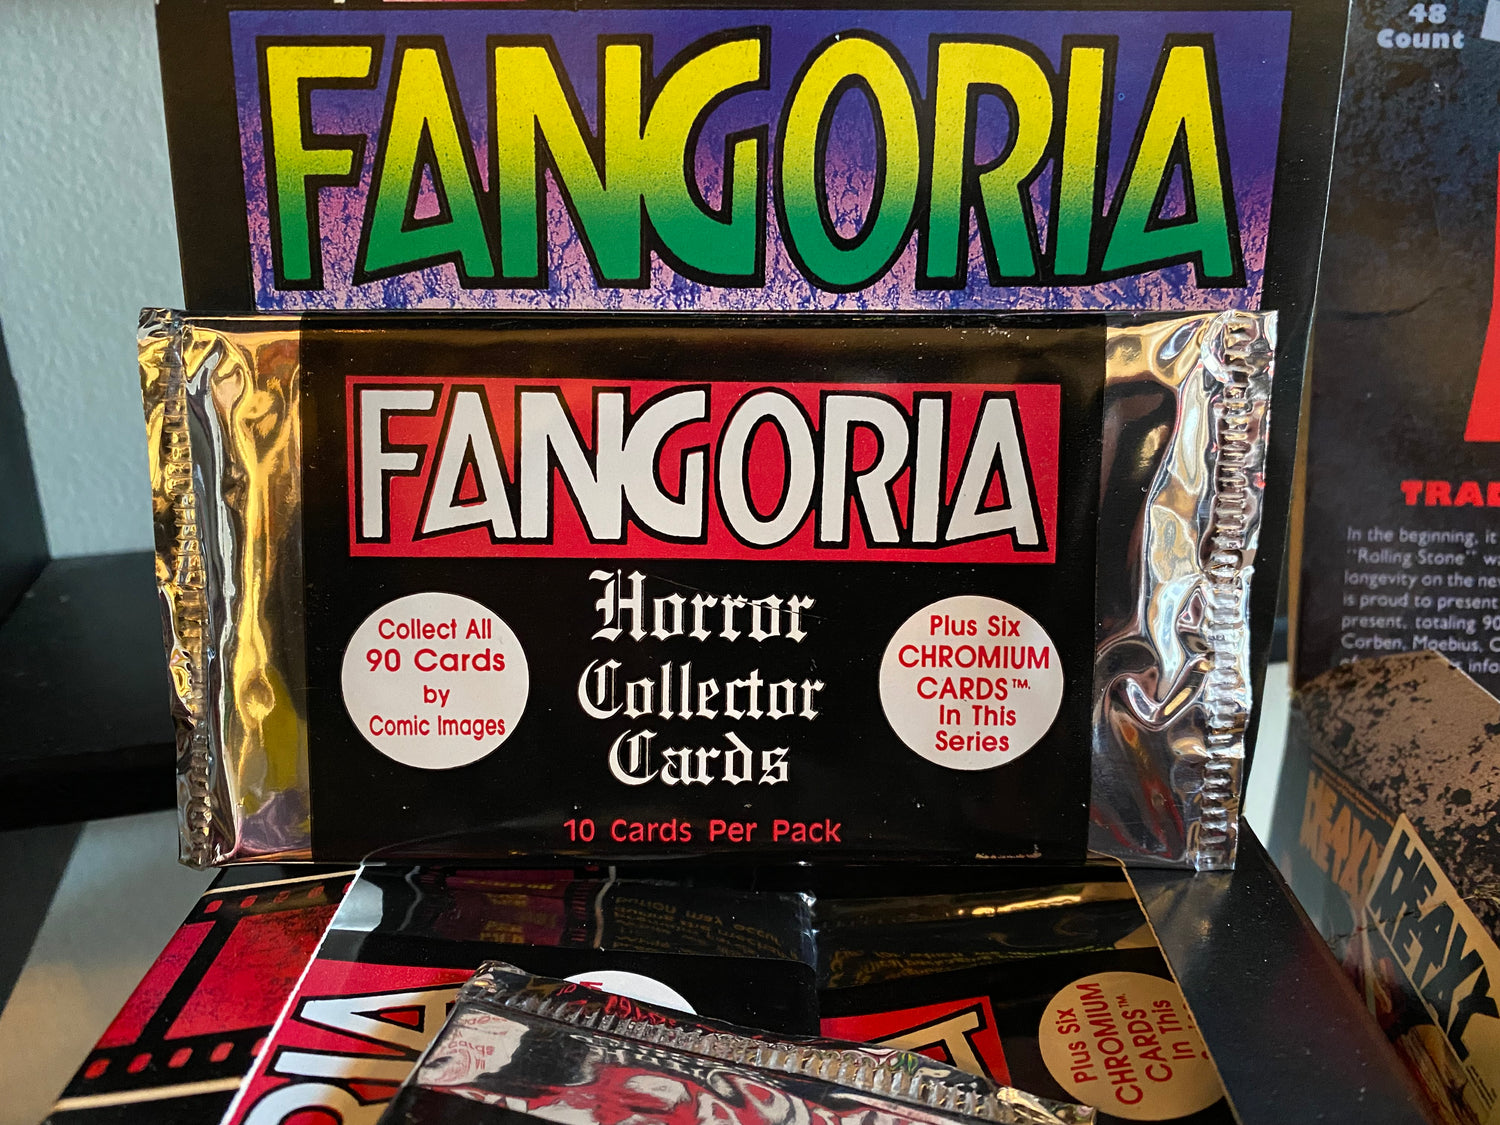 FANGORIA
48
Count
FANGORIA
Horror
Collector
Cards
Collect All
90 Cards
by
Comic Images
Plus Six
CHROMIUM
CARDS™.
In This
Series
10 Cards Per Pack
In the beginning, it
"Rolling Stone"
longevity on the
is proud to present
present, totaling 90
Corben, Moebius,
HEAVY
METAL
HEAVY
METAL
Plus Six
CHROMIUM
CARDS™.
In This